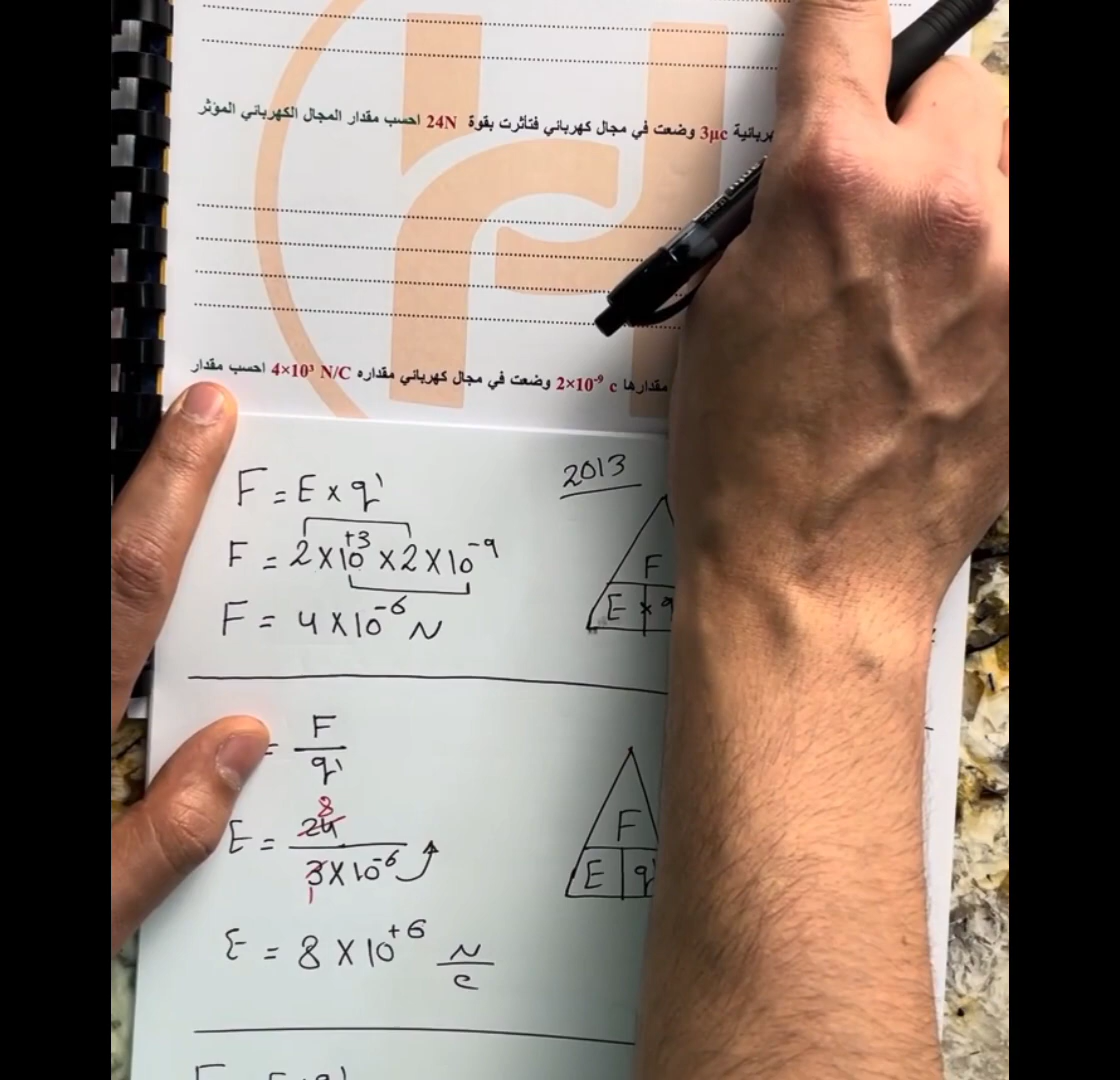 3µc وضعت في مجال كهربائي فتأثرت بقوة 24N احسب مقدار المجال الكهربائي المؤثر
مقدارها 2×10⁻⁹ c وضعت في مجال كهربائي مقداره 4×10³ N/C احسب مقدار
2013
F = E × q'
F = 2×10⁺³ ×2×10⁻⁹
F = 4×10⁻⁶ N
F
E × q
= F / q'
E = 24 / 3×10⁻⁶
8
1
F
E q'
E = 8 × 10⁺⁶ N/c